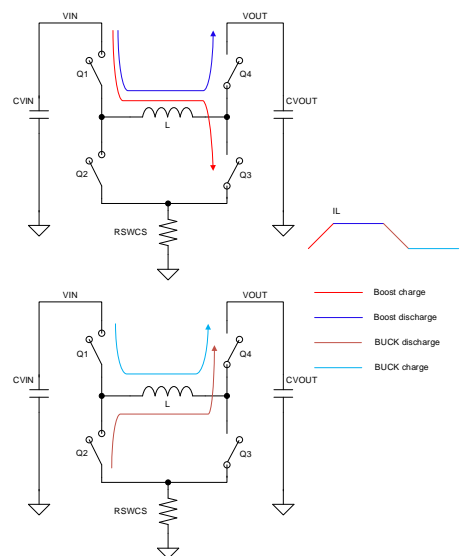 VIN
VOUT
Q1
Q4
CVIN
CVOUT
L
Q2
Q3
RSWCS
IL
Boost charge
Boost discharge
BUCK discharge
BUCK charge
VIN
VOUT
Q1
Q4
CVIN
CVOUT
L
Q2
Q3
RSWCS